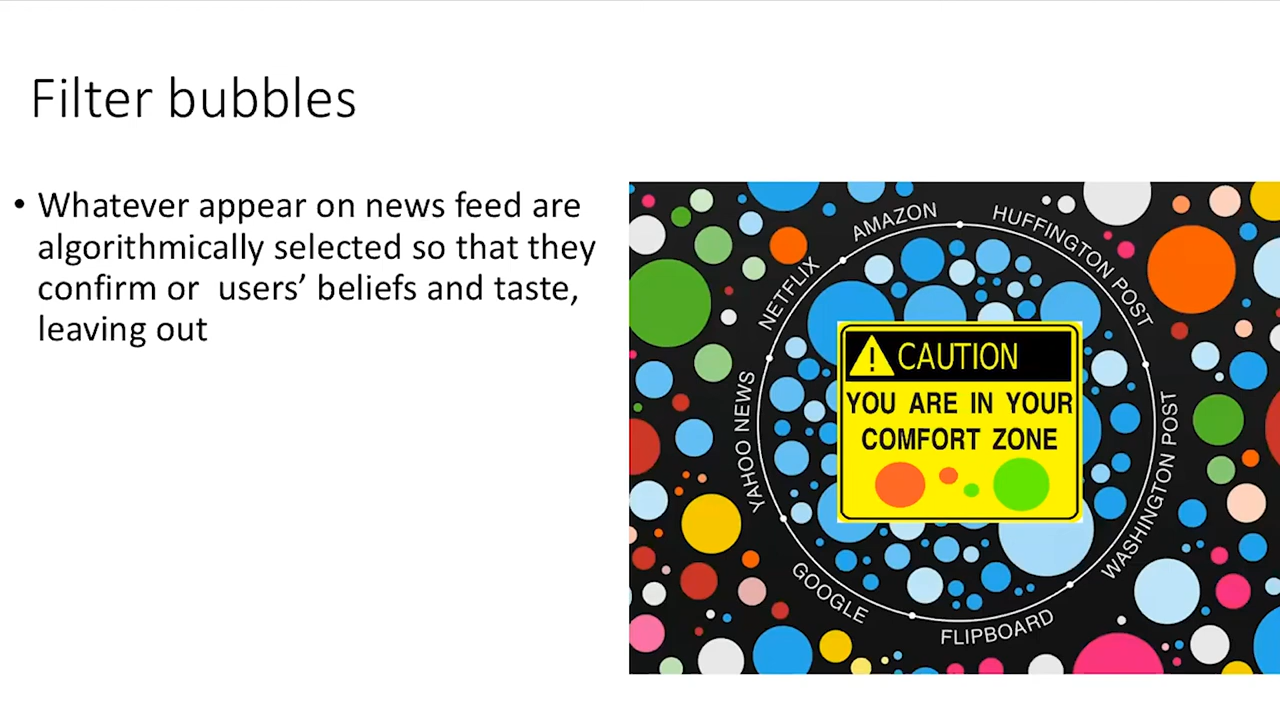 Filter bubbles
• Whatever appear on news feed are
algorithmically selected so that they
confirm or  users’ beliefs and taste,
leaving out
AMAZON
HUFFINGTON POST
NETFLIX
YAHOO NEWS
WASHINGTON POST
GOOGLE
FLIPBOARD
CAUTION
YOU ARE IN YOUR
COMFORT ZONE